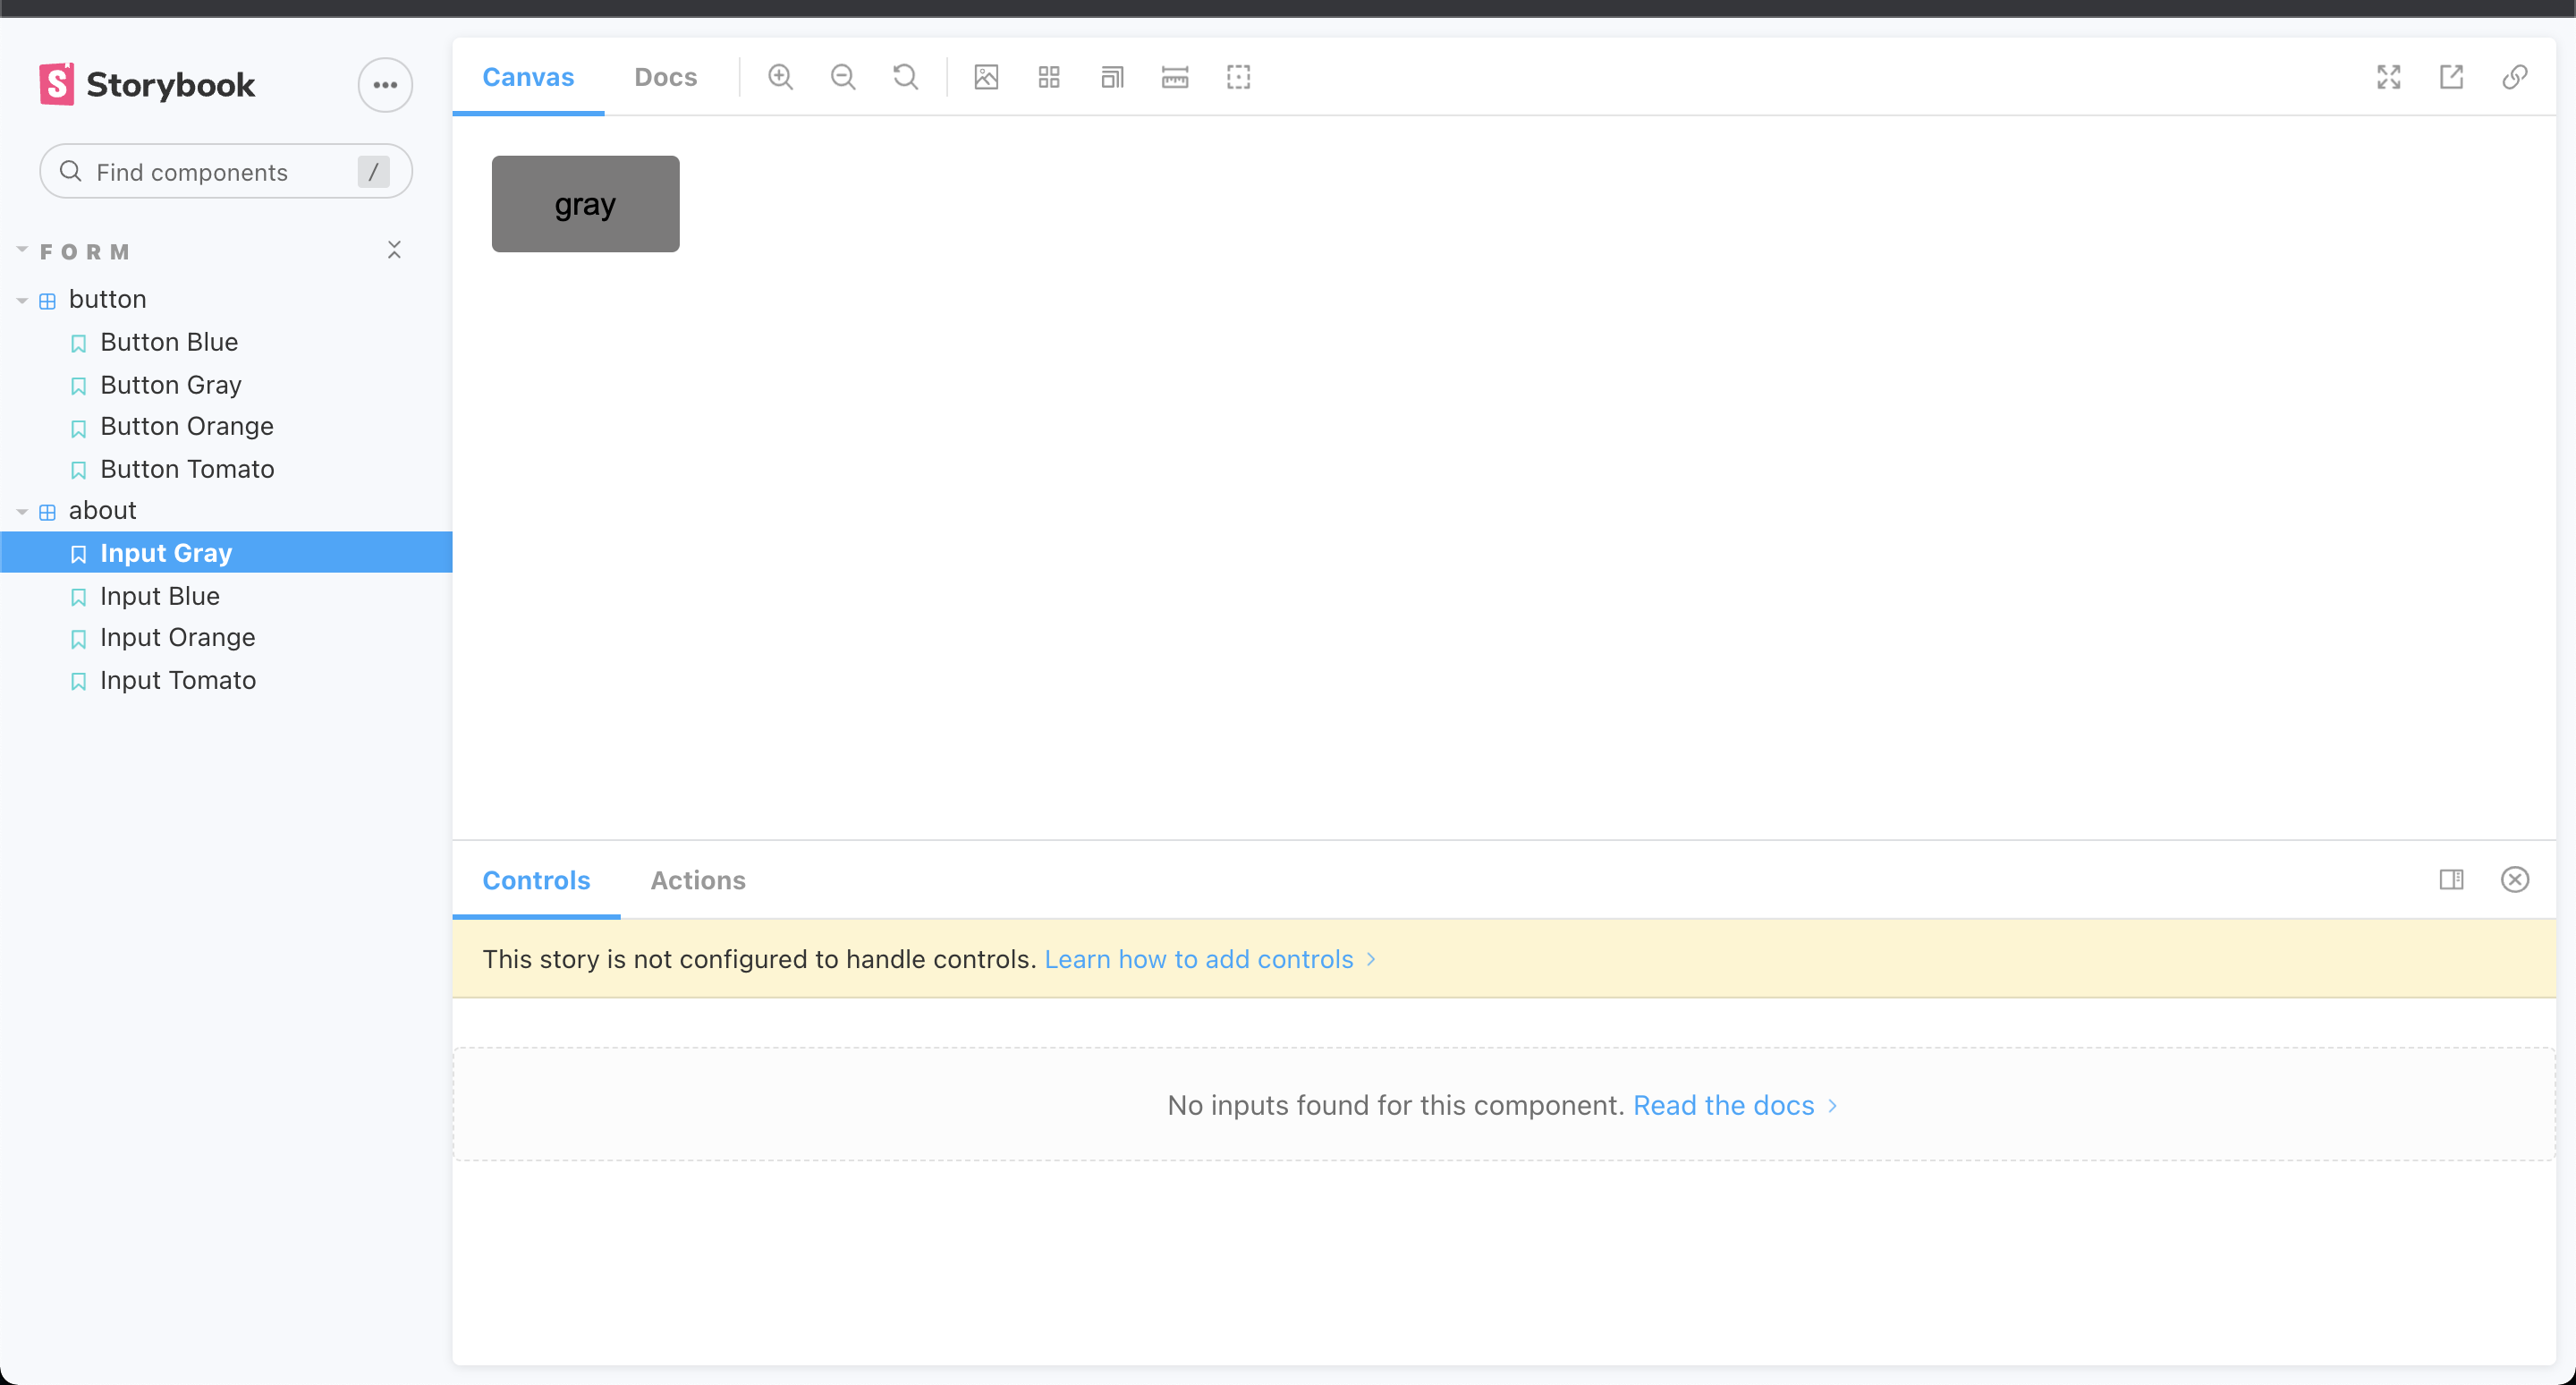 Storybook
Find components /
FORM
button
Button Blue
Button Gray
Button Orange
Button Tomato
about
Input Gray
Input Blue
Input Orange
Input Tomato
Canvas Docs
gray
Controls Actions
This story is not configured to handle controls. Learn how to add controls
No inputs found for this component. Read the docs